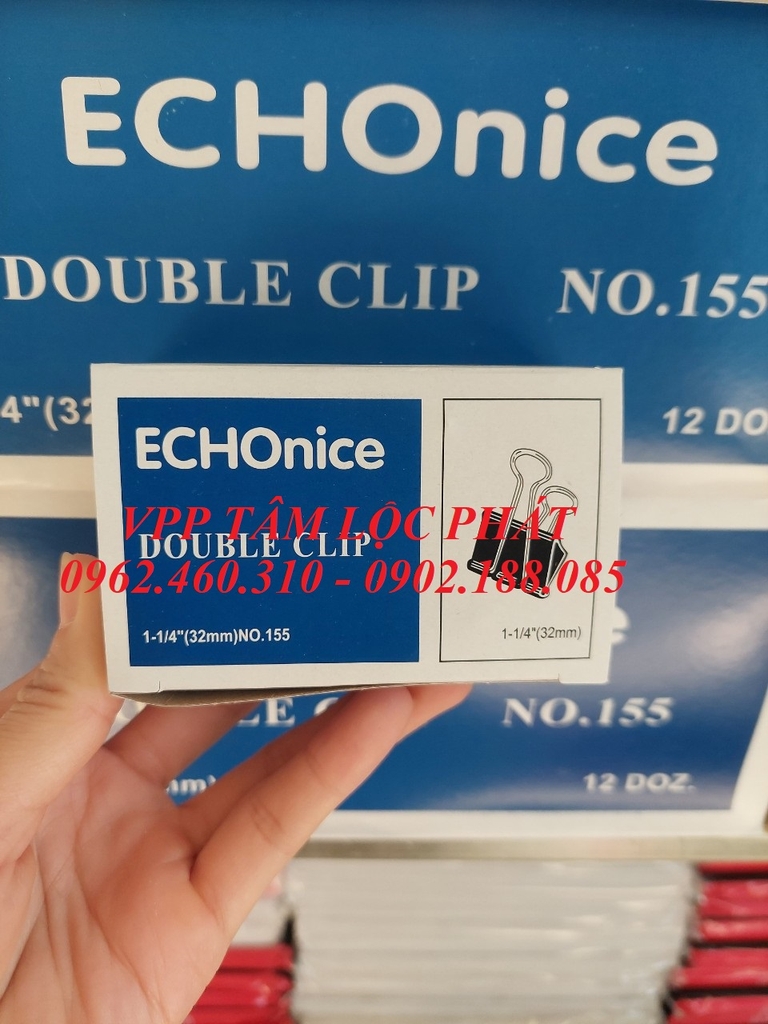 ECHOnice
DOUBLE CLIP NO.155
4"(32
12 DO
ECHOnice
VPP TÂM LỘC PHÁT
DOUBLE CLIP
0962.460.310 - 0902.188.085
1-1/4"(32mm)NO.155
1-1/4"(32mm)
NO.155
mm)
12 DOZ.